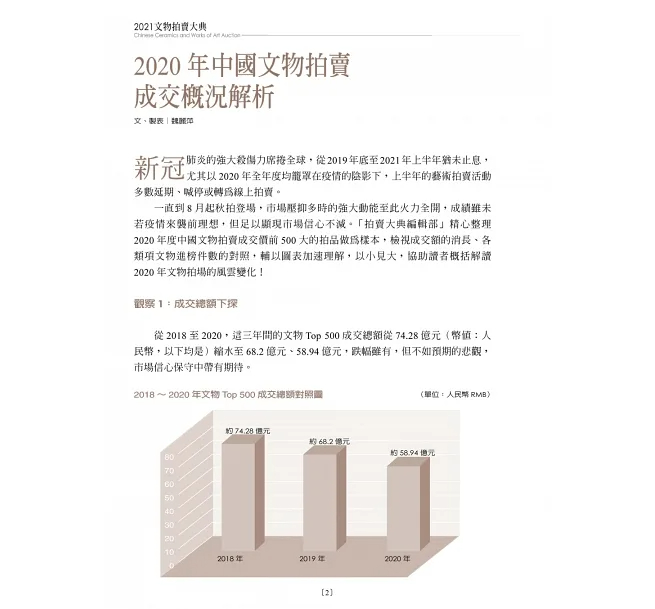 2021文物拍賣大典
Chinese Ceramics and Works of Art Auction
2020 年中國文物拍賣
成交概況解析
文、製表｜魏麗萍
新冠肺炎的強大殺傷力席捲全球，從2019年底至2021年上半年猶未止息，
尤其以 2020 年全年度均籠罩在疫情的陰影下，上半年的藝術拍賣活動
多數延期、喊停或轉為線上拍賣。
一直到 8 月起秋拍登場，市場壓抑多時的強大動能至此火力全開，成績雖未
若疫情來襲前理想，但足以顯現市場信心不減。「拍賣大典編輯部」精心整理
2020 年度中國文物拍賣成交價前 500 大的拍品做為樣本，檢視成交額的消長、各
類項文物進榜件數的對照，輔以圖表加速理解，以小見大，協助讀者概括解讀
2020 年文物拍場的風雲變化！
觀察 1：成交總額下探
從 2018 至 2020，這三年間的文物 Top 500 成交總額從 74.28 億元（幣值：人
民幣，以下均是）縮水至 68.2 億元、58.94 億元，跌幅雖有，但不如預期的悲觀，
市場信心保守中帶有期待。
2018 ～ 2020 年文物 Top 500 成交總額對照圖
（單位：人民幣 RMB）
約 74.28 億元
約 68.2 億元
約 58.94 億元
80
70
60
50
40
30
20
10
0
2018 年
2019 年
2020 年
［2］